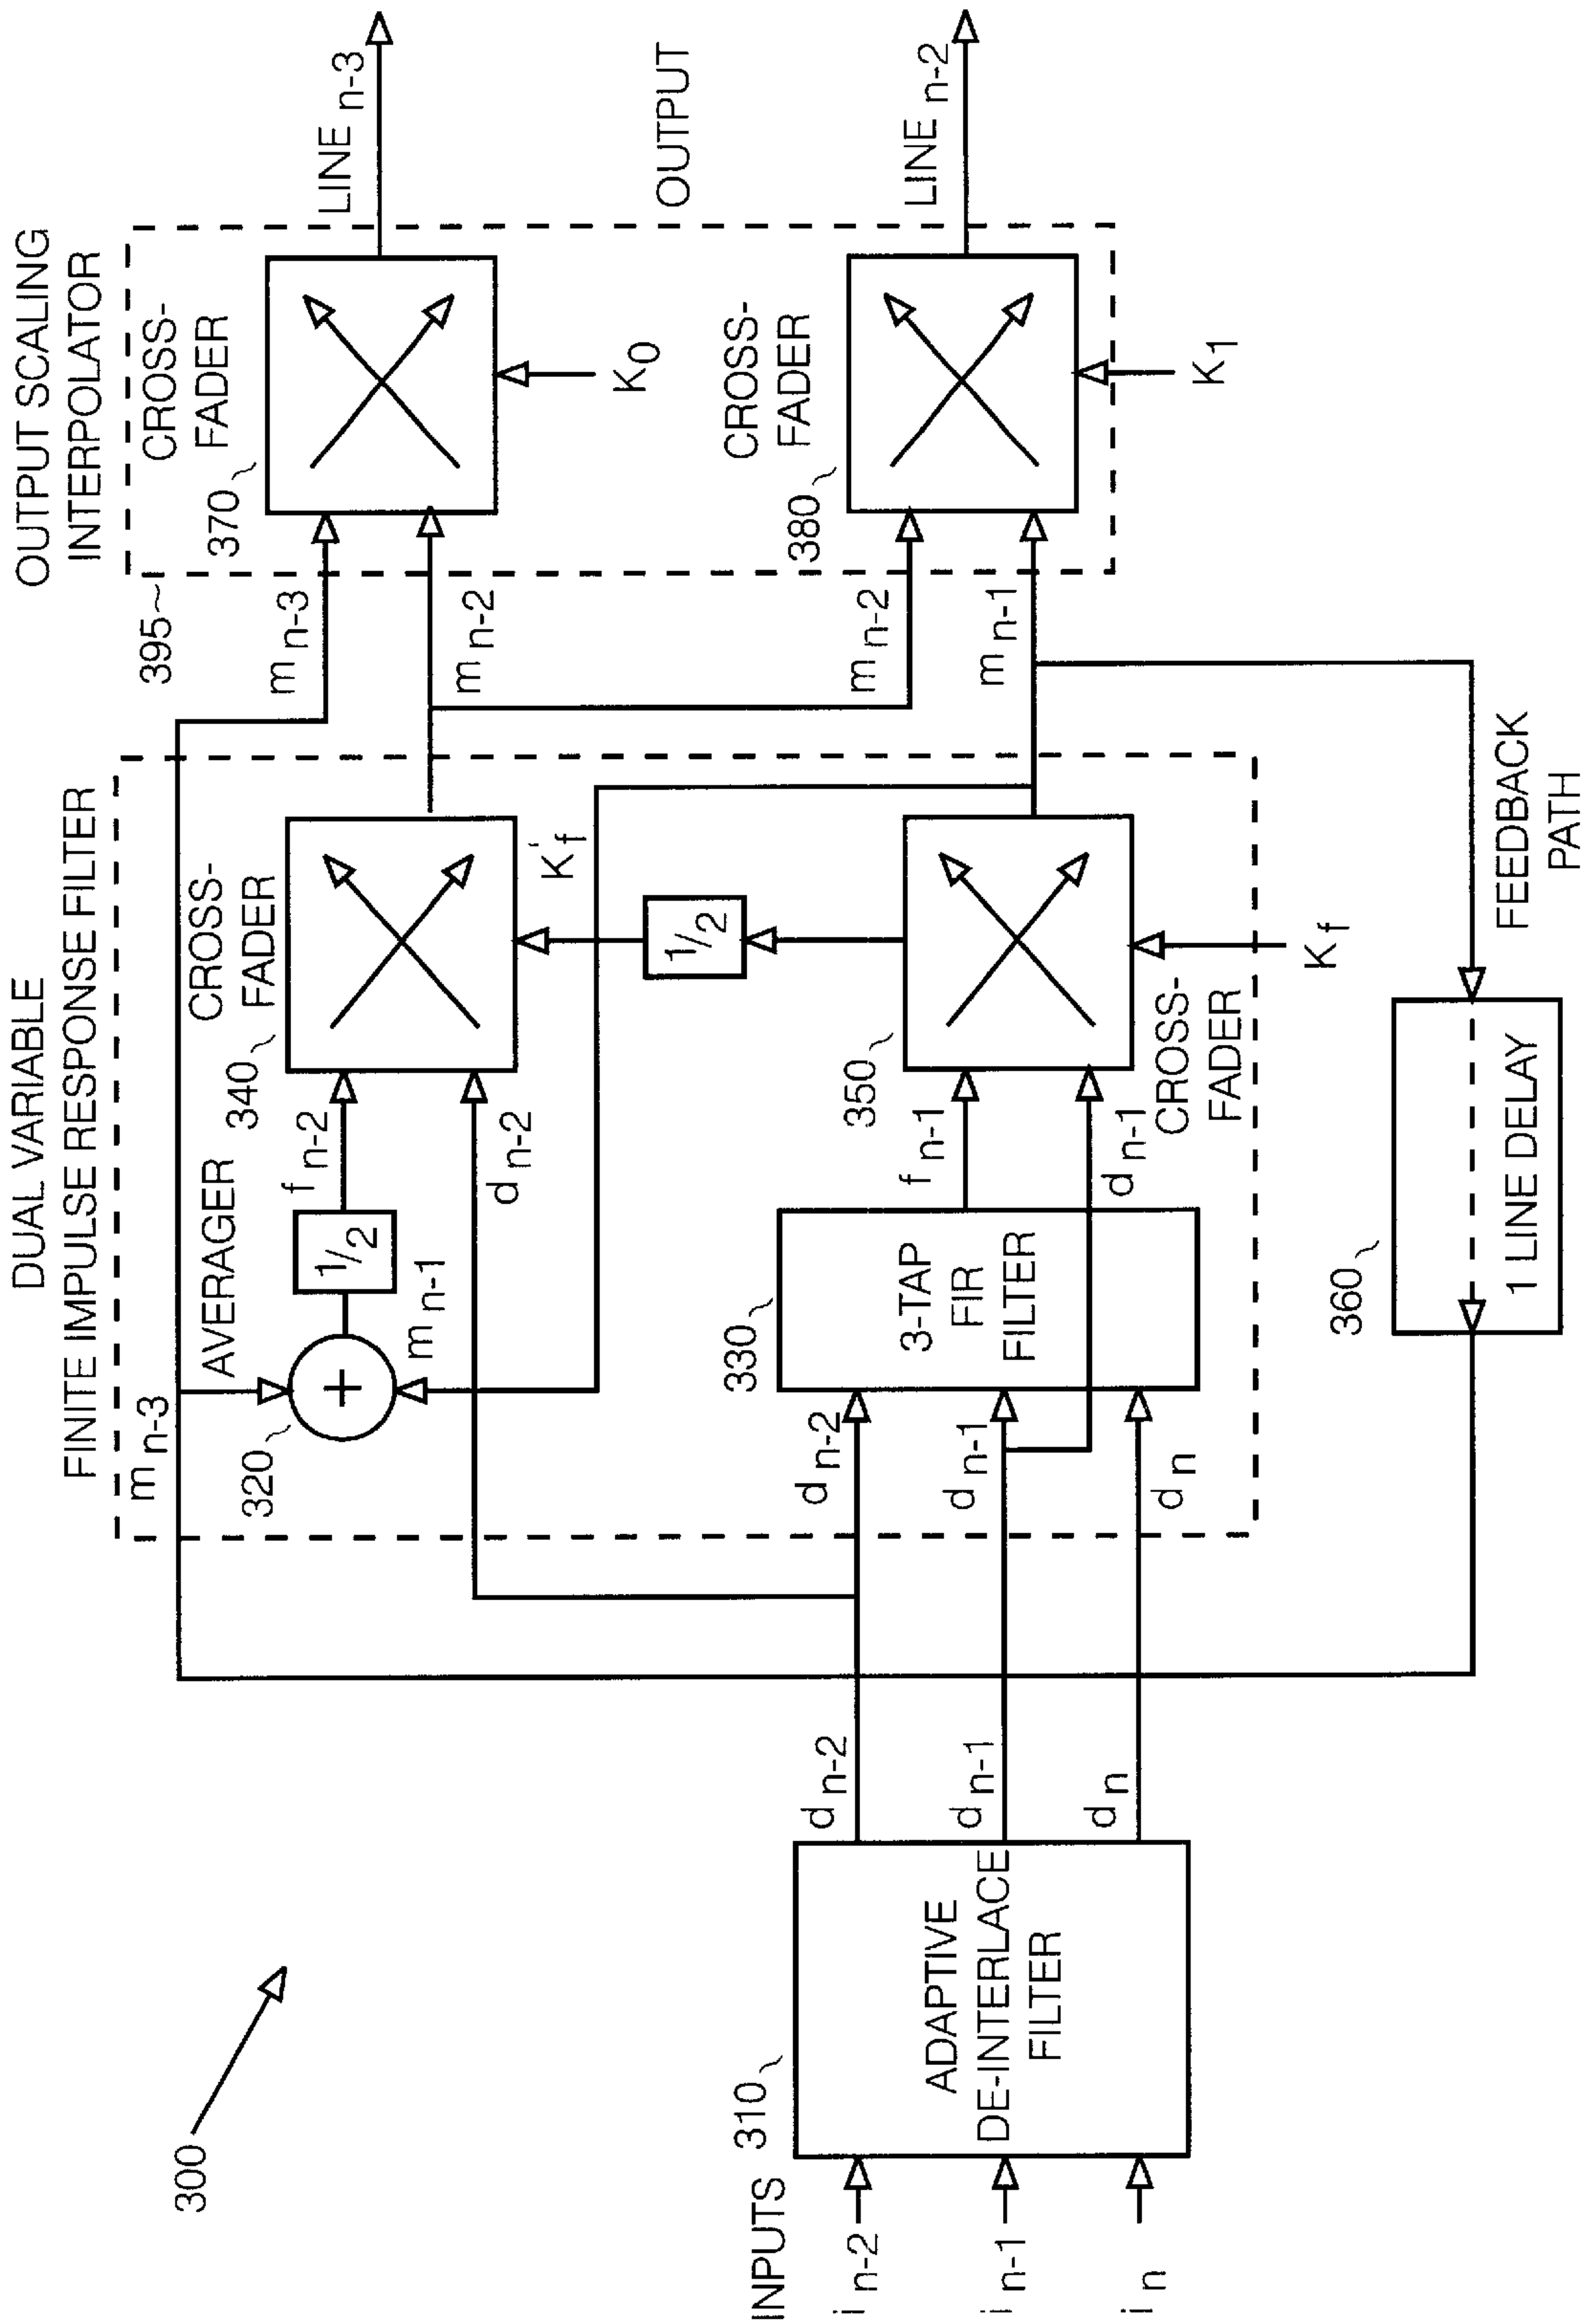 300
INPUTS
i n-2
i n-1
i n
310
ADAPTIVE
DE-INTERLACE
FILTER
d n-2
d n-1
d n
DUAL VARIABLE
FINITE IMPULSE RESPONSE FILTER
m n-3
AVERAGER
320
+
1/2
m n-1
f n-2
d n-2
d n-2
d n-1
d n
330
3-TAP
FIR
FILTER
f n-1
d n-1
340
CROSS-
FADER
K'f
1/2
350
CROSS-
FADER
Kf
360
1 LINE DELAY
FEEDBACK
PATH
OUTPUT SCALING
INTERPOLATOR
395
m n-3
m n-2
m n-2
m n-1
370
CROSS-
FADER
K0
380
CROSS-
FADER
K1
LINE n-3
OUTPUT
LINE n-2